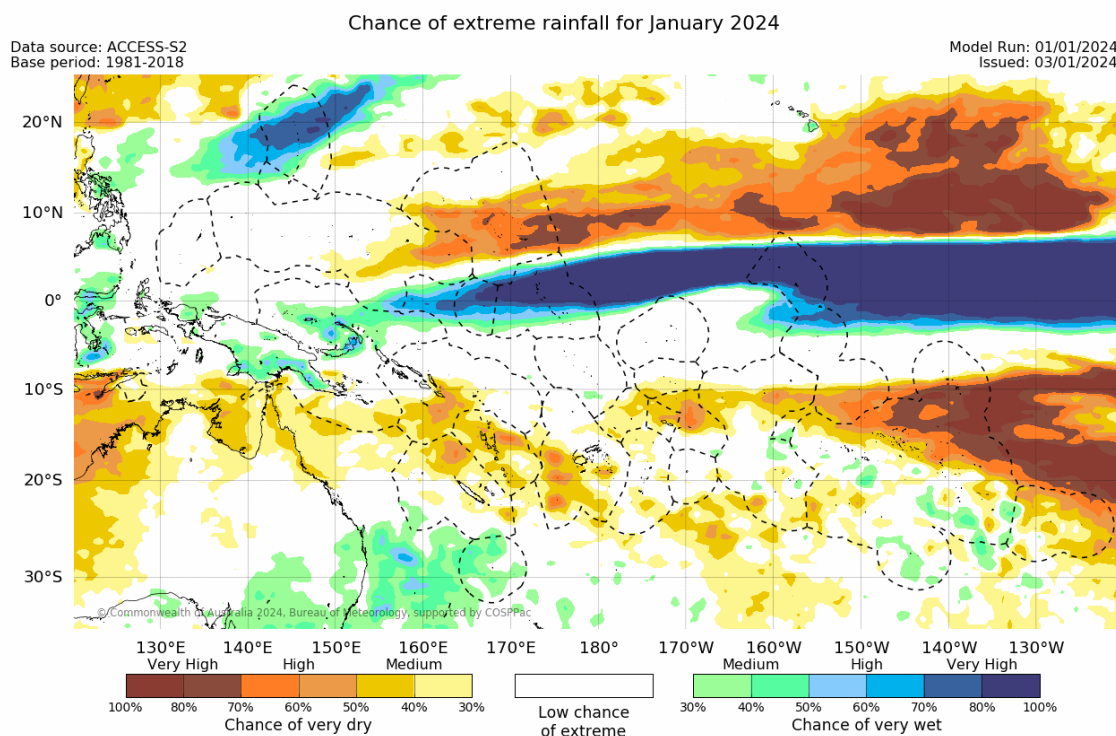 Chance of extreme rainfall for January 2024
Data source: ACCESS-S2
Base period: 1981-2018
Model Run: 01/01/2024
Issued: 03/01/2024
20°N
10°N
0°
10°S
20°S
30°S
© Commonwealth of Australia 2024, Bureau of Meteorology, supported by COSPPac
130°E 140°E 150°E 160°E 170°E 180° 170°W 160°W 150°W 140°W 130°W
Very High High Medium
Medium High Very High
100% 80% 70% 60% 50% 40% 30%
30% 40% 50% 60% 70% 80% 100%
Chance of very dry
Low chance
of extreme
Chance of very wet